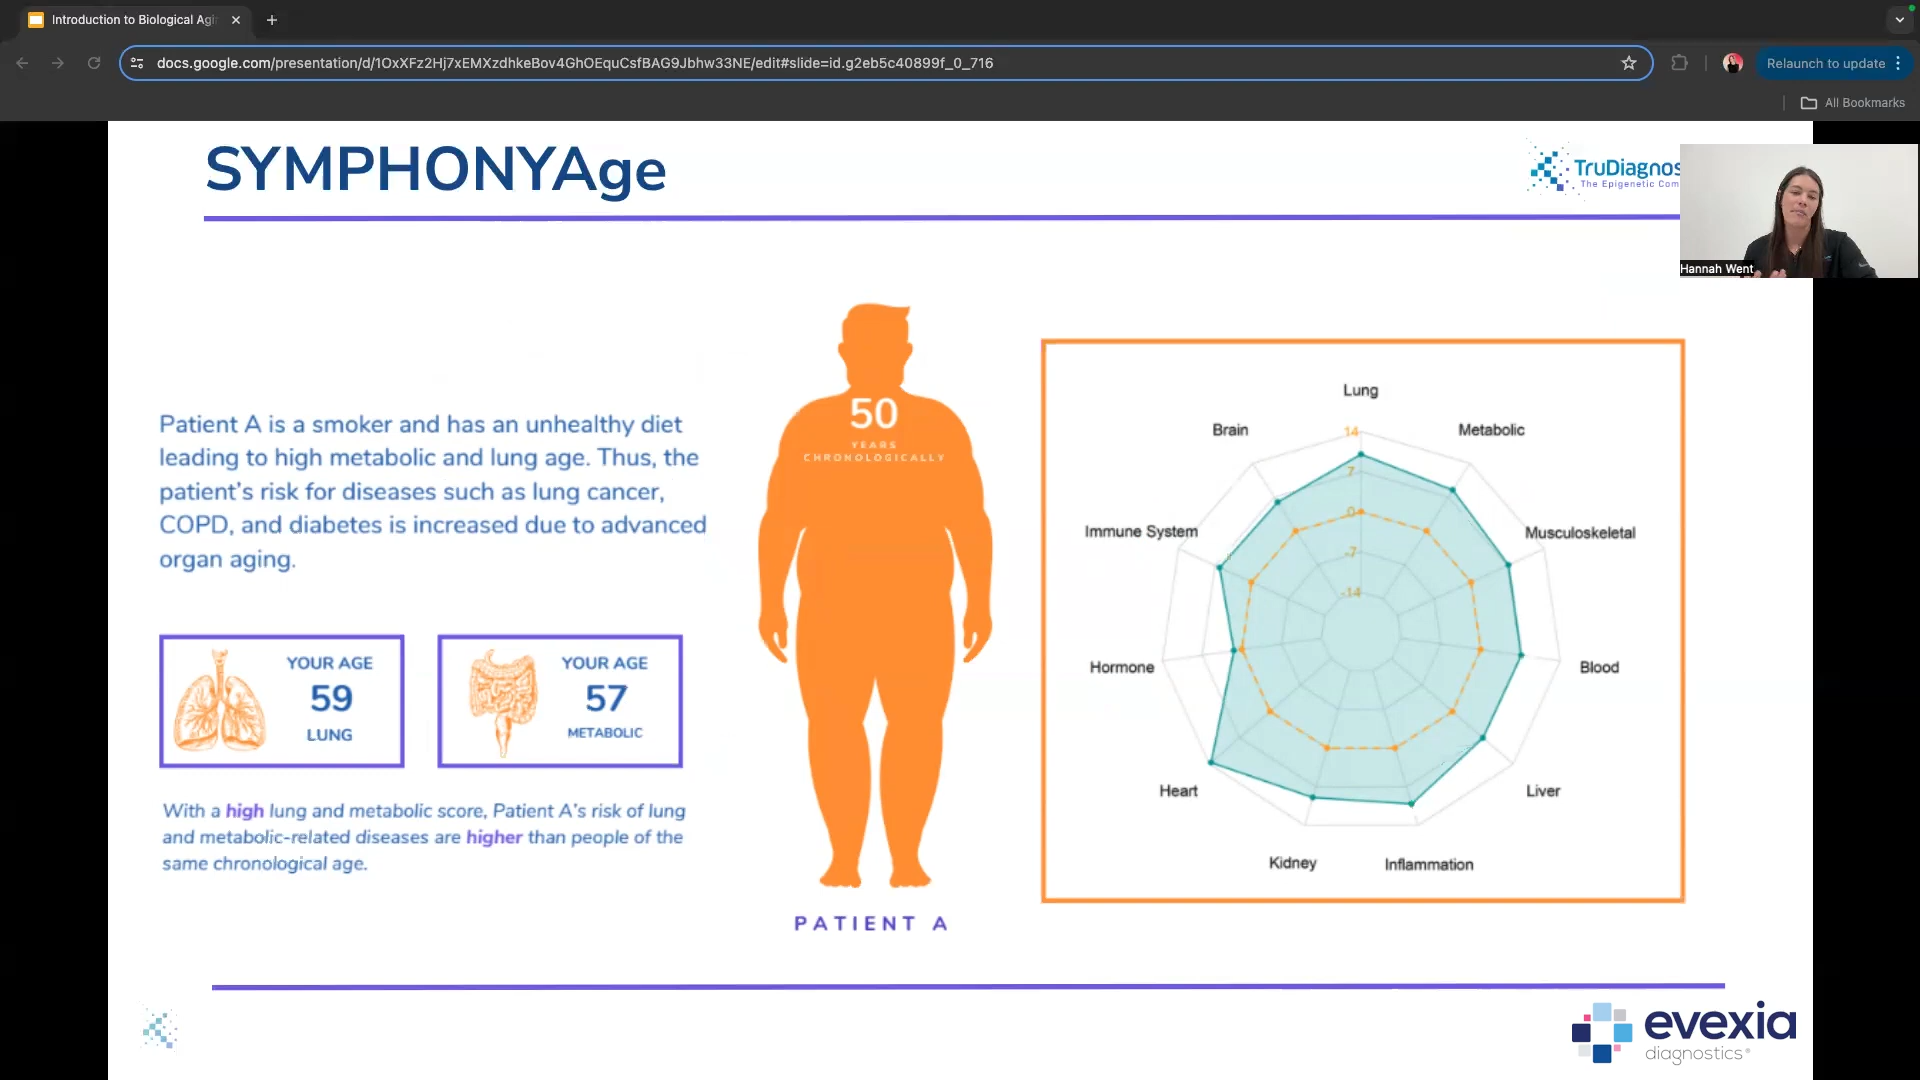 Introduction to Biological Agi
docs.google.com/presentation/d/1OxXFz2Hj7xEMXzdhkeBov4GhOEquCsfBAG9Jbhw33NE/edit#slide=id.g2eb5c40899f_0_716
Relaunch to update
All Bookmarks
SYMPHONYAge
TruDiagnos
The Epigenetic Com
Hannah Went
Patient A is a smoker and has an unhealthy diet
leading to high metabolic and lung age. Thus, the
patient's risk for diseases such as lung cancer,
COPD, and diabetes is increased due to advanced
organ aging.
YOUR AGE
59
LUNG
YOUR AGE
57
METABOLIC
With a high lung and metabolic score, Patient A's risk of lung
and metabolic-related diseases are higher than people of the
same chronological age.
50
YEARS
CHRONOLOGICALLY
PATIENT A
Lung
Brain
Metabolic
14
7
0
-7
-14
Immune System
Musculoskeletal
Hormone
Blood
Heart
Liver
Kidney
Inflammation
evexia
diagnostics®